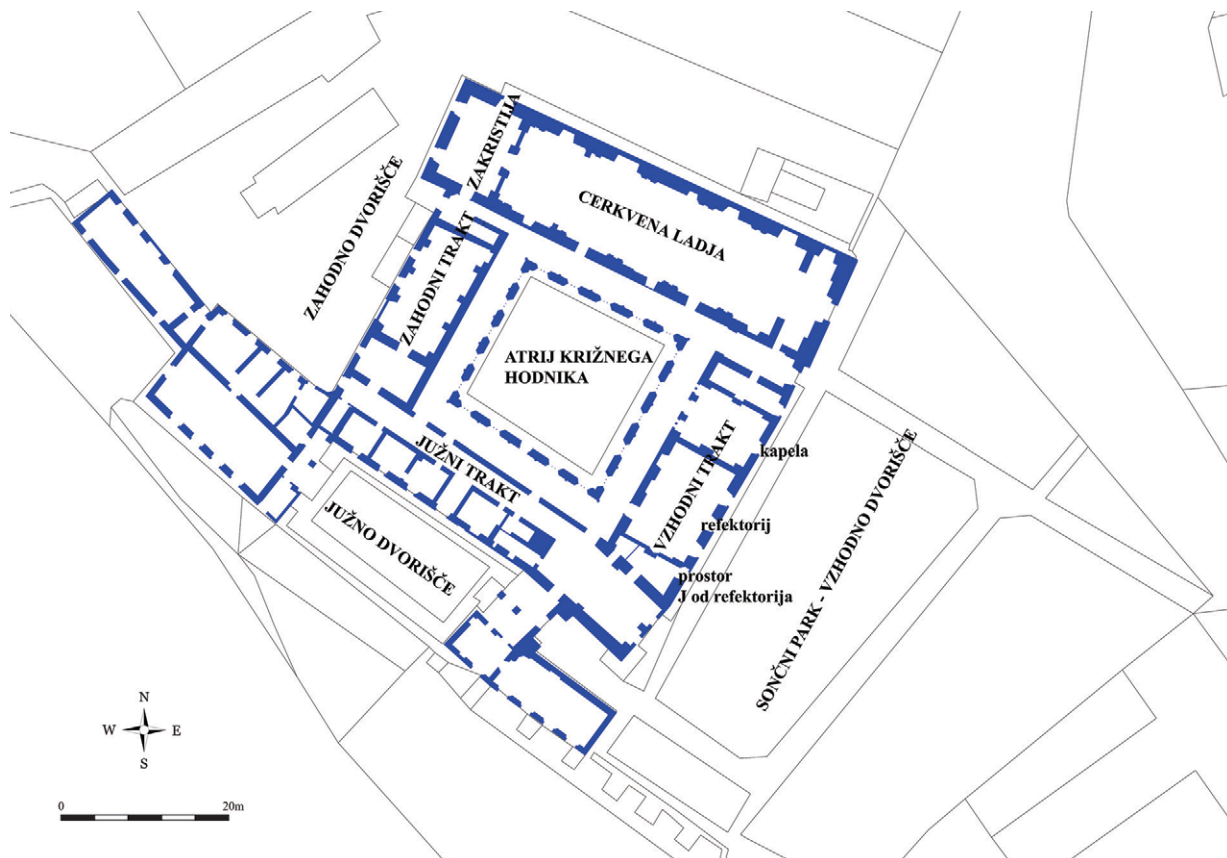 ZAKRISTIJA
CERKVENA LADJA
ZAHODNO DVORIŠČE
ZAHODNI TRAKT
ATRIJ KRIŽNEGA
HODNIKA
JUŽNI TRAKT
VZHODNI TRAKT
kapela
refektorij
prostor
J od refektorija
JUŽNO DVORIŠČE
SONČNI PARK - VZHODNO DVORIŠČE
N
W E
S
0 20m